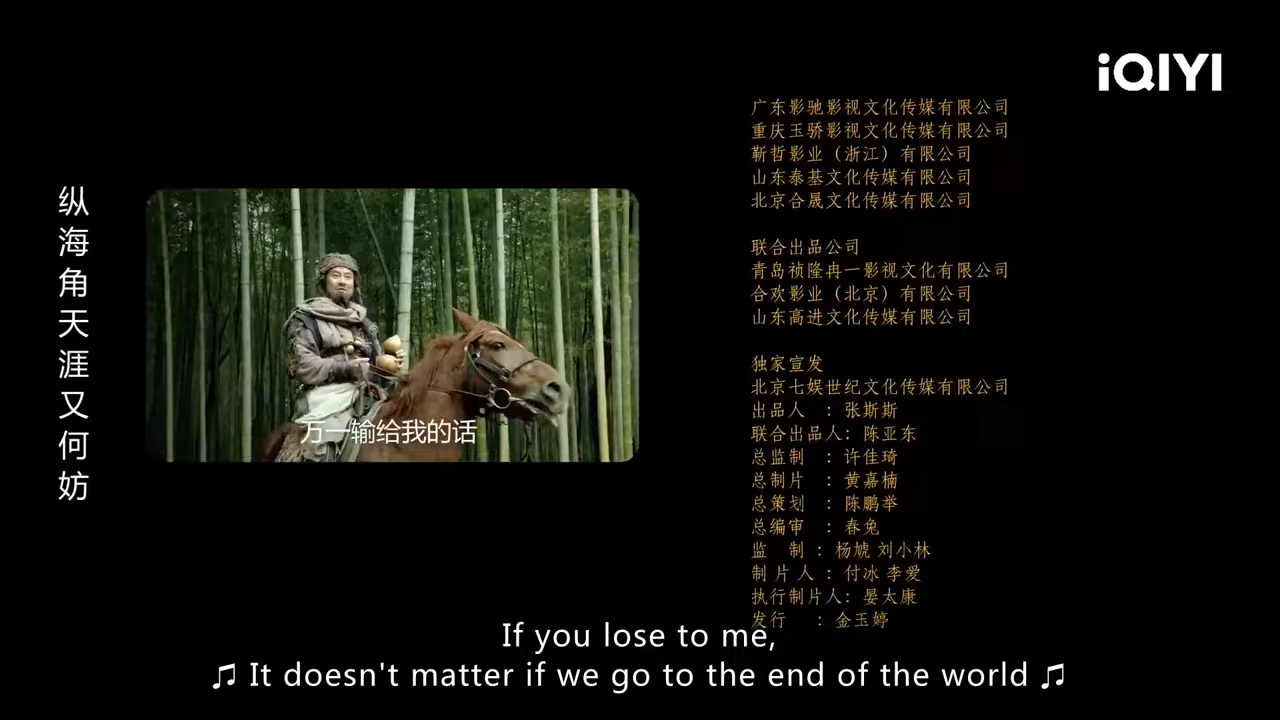 iQIYI
纵海角天涯又何妨
万一输给我的话
广东影驰影视文化传媒有限公司
重庆玉骄影视文化传媒有限公司
靳哲影业（浙江）有限公司
山东泰基文化传媒有限公司
北京合晟文化传媒有限公司
联合出品公司
青岛祯隆冉一影视文化有限公司
合欢影业（北京）有限公司
山东高进文化传媒有限公司
独家宣发
北京七娱世纪文化传媒有限公司
出品人 ：张斯斯
联合出品人：陈亚东
总监制 ：许佳琦
总制片 ：黄嘉楠
总策划 ：陈鹏举
总编审 ：春兔
监 制 ：杨虓 刘小林
制 片 人 ：付冰 李爱
执行制片人：晏太康
发行 ：金玉婷
If you lose to me,
♫ It doesn't matter if we go to the end of the world ♫